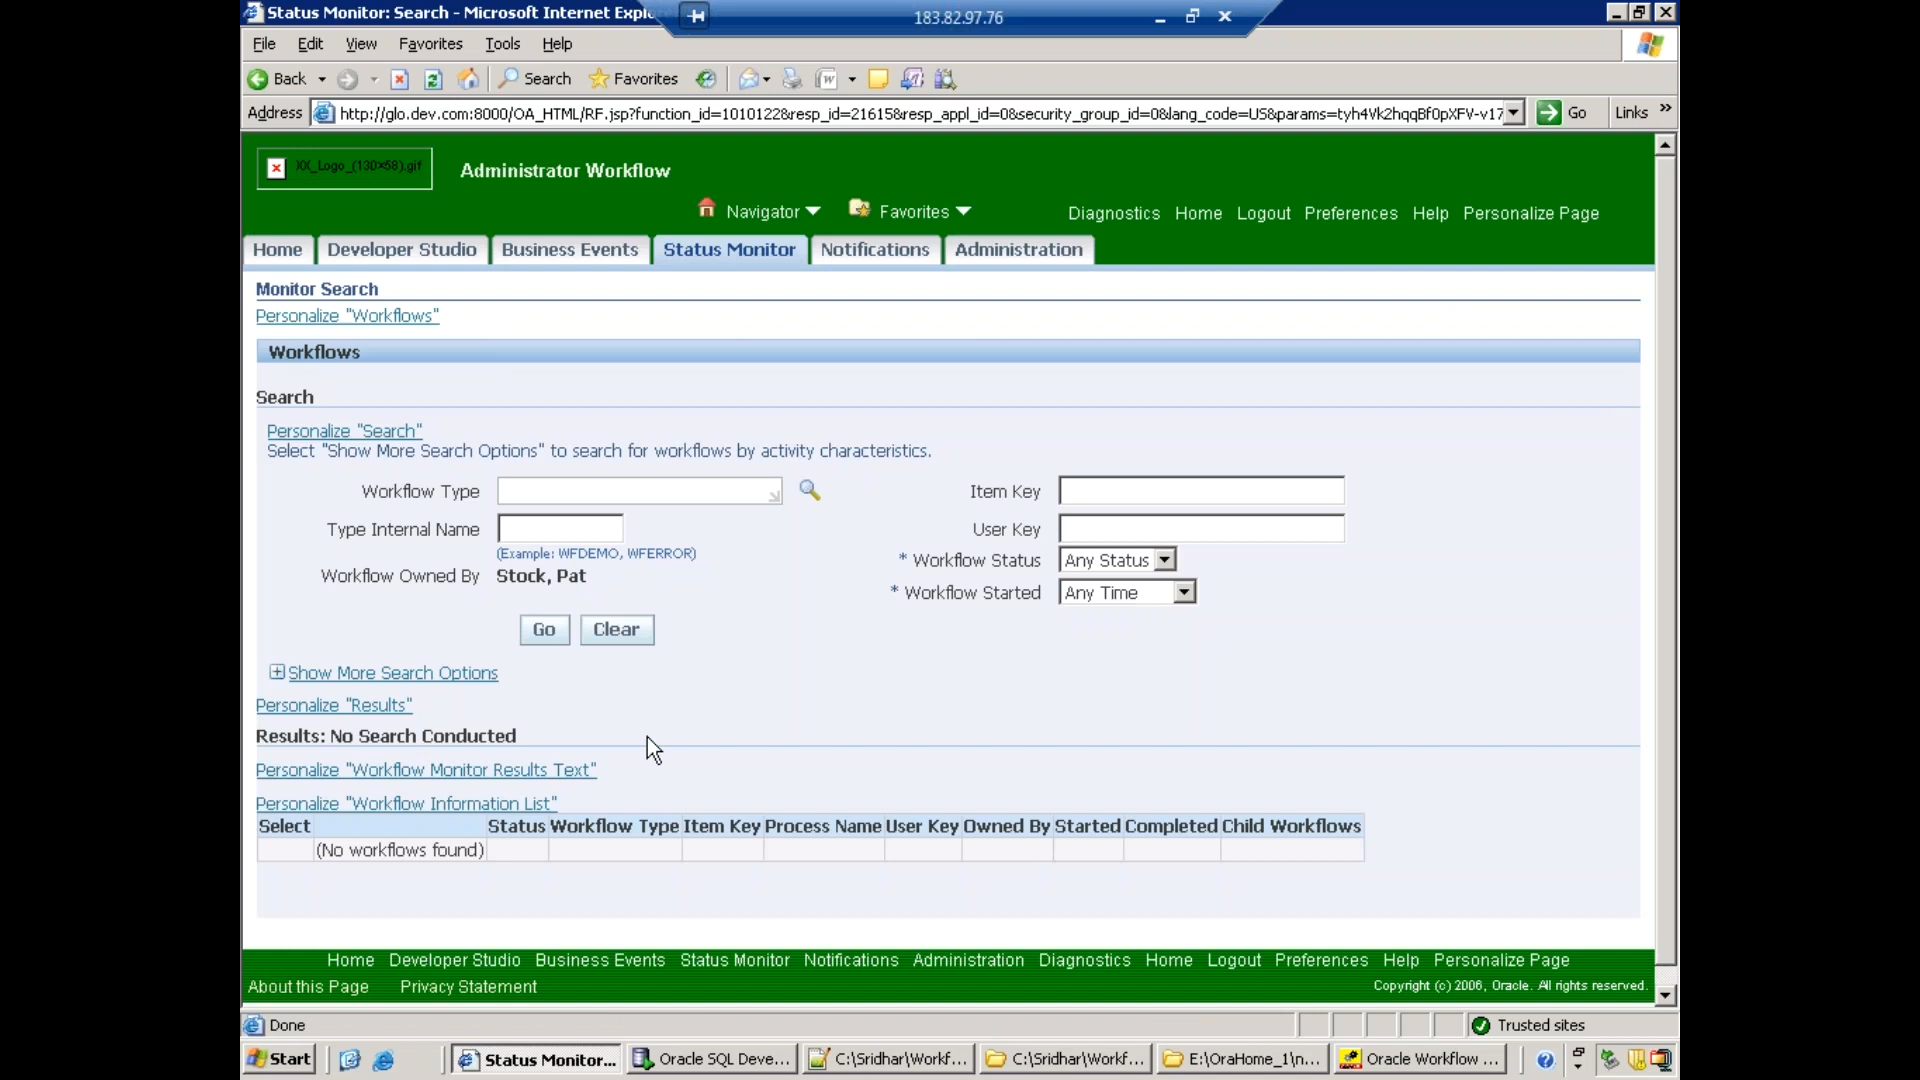 Status Monitor: Search - Microsoft Internet Explo
183.82.97.76
File Edit View Favorites Tools Help
Back Search Favorites
Address http://glo.dev.com:8000/OA_HTML/RF.jsp?function_id=1010122&resp_id=21615&resp_appl_id=0&security_group_id=0&lang_code=US&params=tyh4Vk2hqqBf0pXFV-v17 Go Links »
XX_Logo_(130x58).gif Administrator Workflow
Navigator Favorites Diagnostics Home Logout Preferences Help Personalize Page
Home Developer Studio Business Events Status Monitor Notifications Administration
Monitor Search
Personalize "Workflows"
Workflows
Search
Personalize "Search"
Select "Show More Search Options" to search for workflows by activity characteristics.
Workflow Type Item Key
Type Internal Name User Key
(Example: WFDEMO, WFERROR)
* Workflow Status Any Status
Workflow Owned By Stock, Pat
* Workflow Started Any Time
Go Clear
Show More Search Options
Personalize "Results"
Results: No Search Conducted
Personalize "Workflow Monitor Results Text"
Personalize "Workflow Information List"
Select Status Workflow Type Item Key Process Name User Key Owned By Started Completed Child Workflows
(No workflows found)
Home Developer Studio Business Events Status Monitor Notifications Administration Diagnostics Home Logout Preferences Help Personalize Page
About this Page Privacy Statement Copyright (c) 2006, Oracle. All rights reserved.
Done Trusted sites
Start Status Monitor... Oracle SQL Deve... C:\Sridhar\Workf... C:\Sridhar\Workf... E:\OraHome_1\n... Oracle Workflow ...